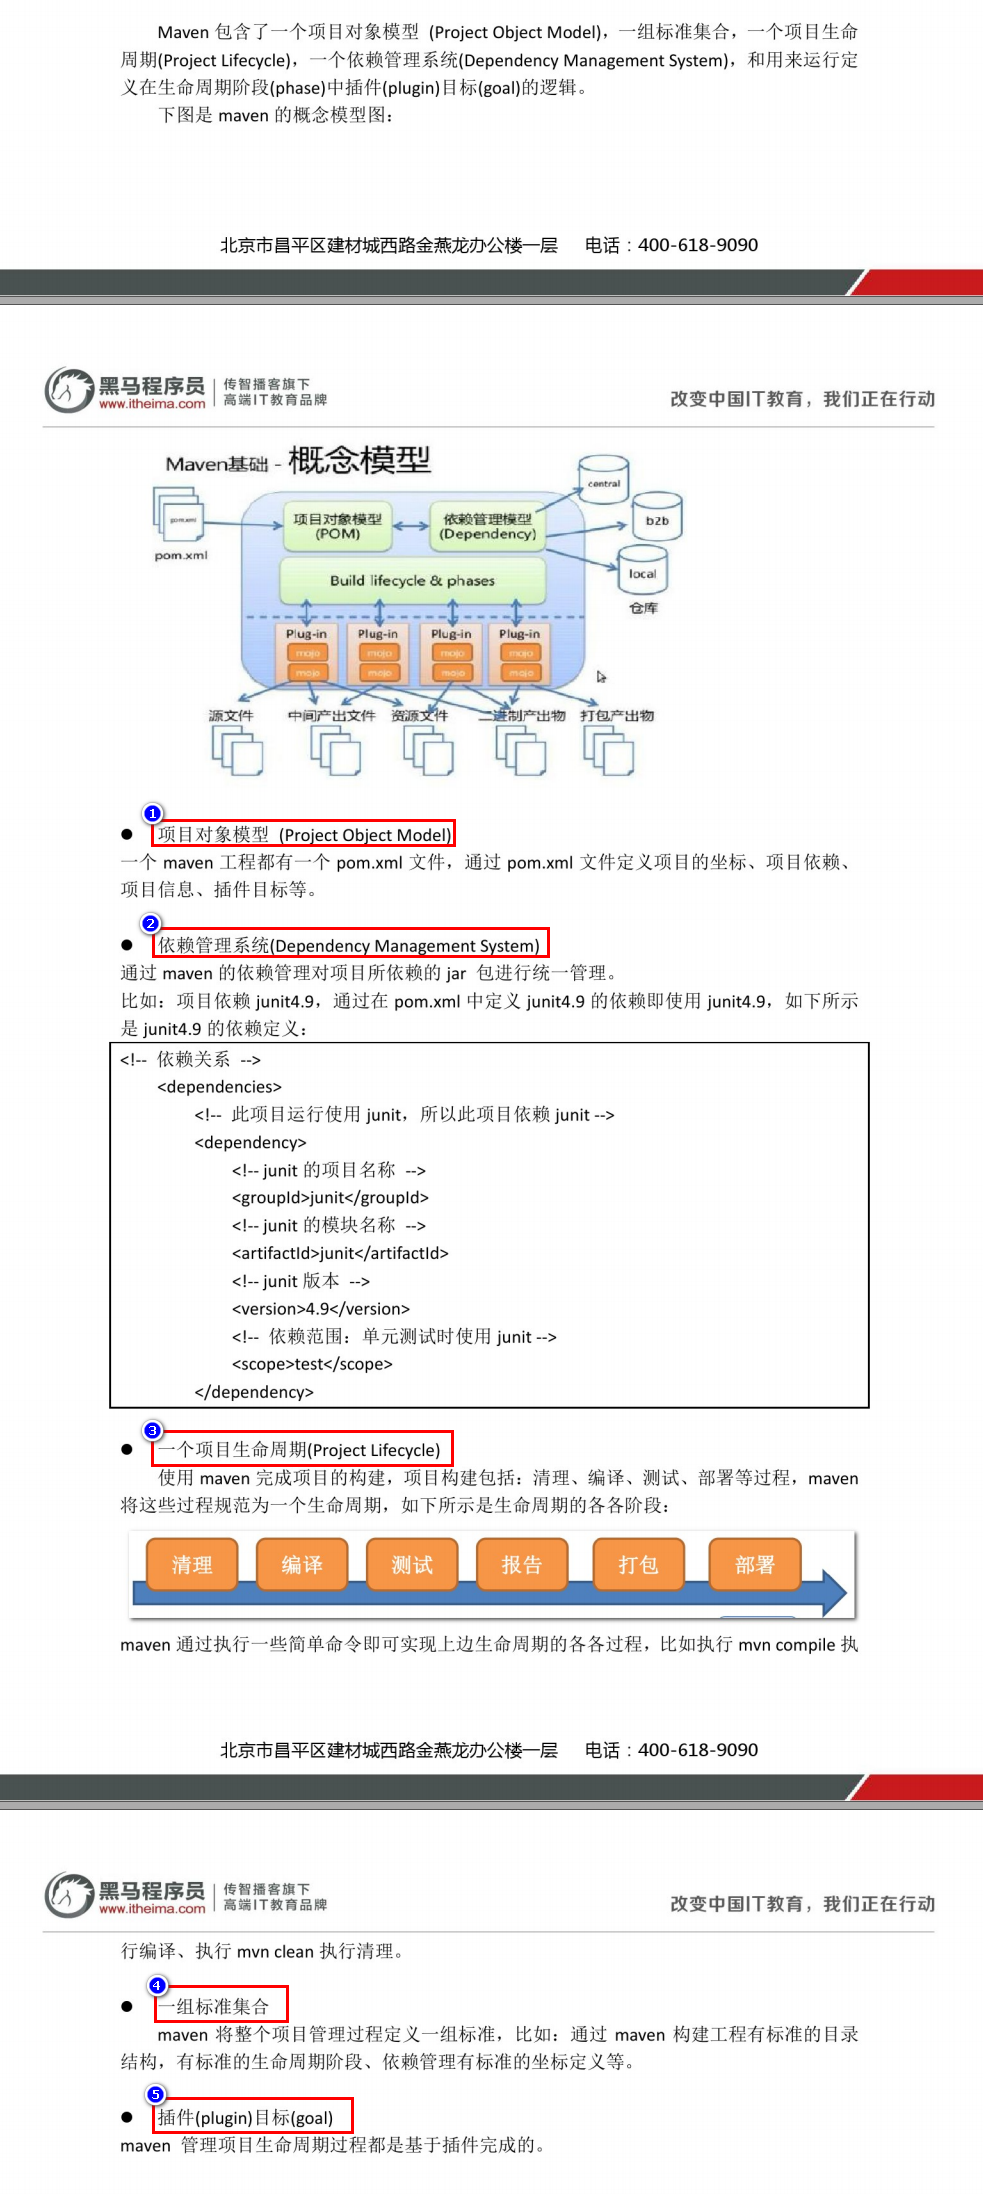 Maven 包含了一个项目对象模型 (Project Object Model)，一组标准集合，一个项目生命
周期(Project Lifecycle)，一个依赖管理系统(Dependency Management System)，和用来运行定
义在生命周期阶段(phase)中插件(plugin)目标(goal)的逻辑。
下图是 maven 的概念模型图：
北京市昌平区建材城西路金燕龙办公楼一层 电话：400-618-9090
黑马程序员 传智播客旗下
www.itheima.com 高端IT教育品牌
改变中国IT教育，我们正在行动
Maven基础 - 概念模型
central
pom.xml
项目对象模型
(POM)
依赖管理模型
(Dependency)
b2b
pom.xml
Build lifecycle & phases
local
仓库
Plug-in Plug-in Plug-in Plug-in
mojo mojo mojo mojo
mojo mojo mojo mojo
源文件 中间产出文件 资源文件 二进制产出物 打包产出物
1
● 项目对象模型 (Project Object Model)
一个 maven 工程都有一个 pom.xml 文件，通过 pom.xml 文件定义项目的坐标、项目依赖、
项目信息、插件目标等。
2
● 依赖管理系统(Dependency Management System)
通过 maven 的依赖管理对项目所依赖的 jar 包进行统一管理。
比如：项目依赖 junit4.9，通过在 pom.xml 中定义 junit4.9 的依赖即使用 junit4.9，如下所示
是 junit4.9 的依赖定义：
<!-- 依赖关系 -->
<dependencies>
<!-- 此项目运行使用 junit，所以此项目依赖 junit -->
<dependency>
<!-- junit 的项目名称 -->
<groupId>junit</groupId>
<!-- junit 的模块名称 -->
<artifactId>junit</artifactId>
<!-- junit 版本 -->
<version>4.9</version>
<!-- 依赖范围：单元测试时使用 junit -->
<scope>test</scope>
</dependency>
3
● 一个项目生命周期(Project Lifecycle)
使用 maven 完成项目的构建，项目构建包括：清理、编译、测试、部署等过程，maven
将这些过程规范为一个生命周期，如下所示是生命周期的各各阶段：
清理 编译 测试 报告 打包 部署
maven 通过执行一些简单命令即可实现上边生命周期的各各过程，比如执行 mvn compile 执
北京市昌平区建材城西路金燕龙办公楼一层 电话：400-618-9090
黑马程序员 传智播客旗下
www.itheima.com 高端IT教育品牌
改变中国IT教育，我们正在行动
行编译、执行 mvn clean 执行清理。
4
● 一组标准集合
maven 将整个项目管理过程定义一组标准，比如：通过 maven 构建工程有标准的目录
结构，有标准的生命周期阶段、依赖管理有标准的坐标定义等。
5
● 插件(plugin)目标(goal)
maven 管理项目生命周期过程都是基于插件完成的。